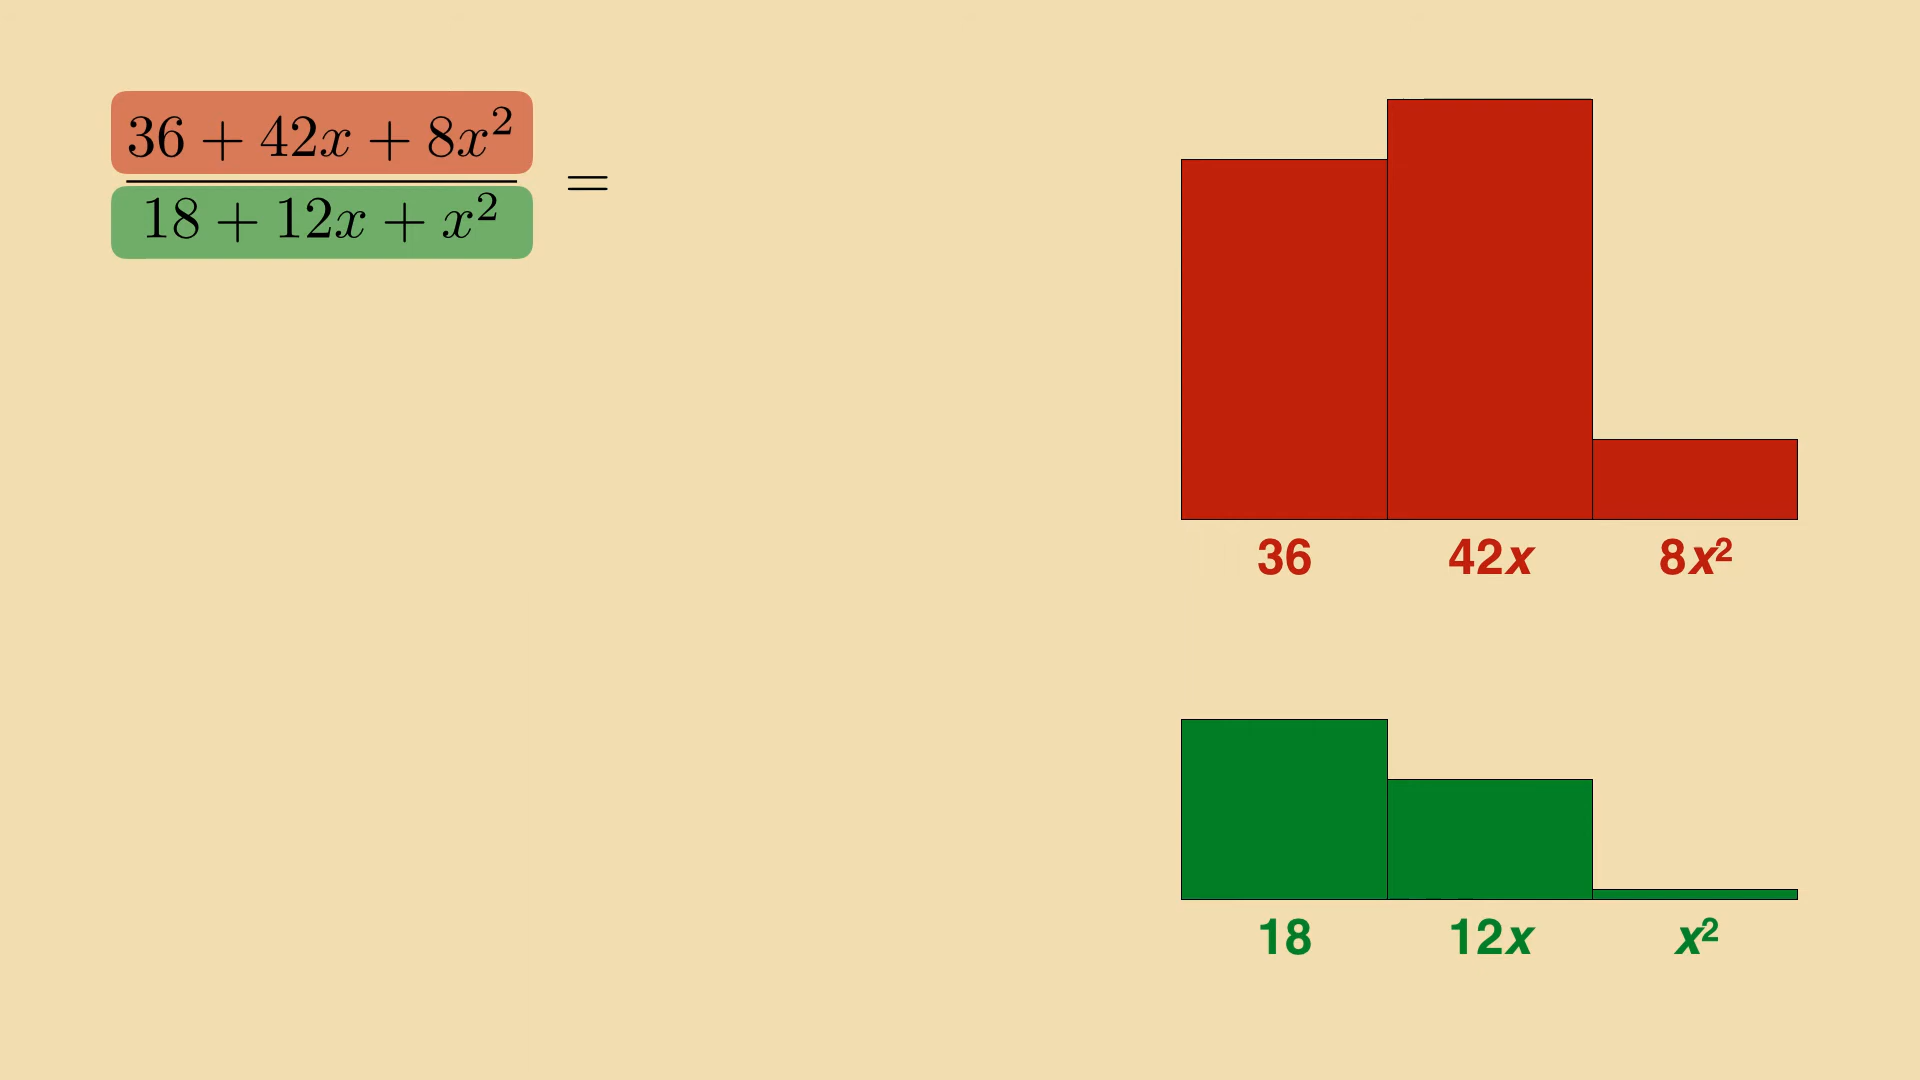 36 + 42x + 8x²
18 + 12x + x²
=
36 42x 8x²
18 12x x²